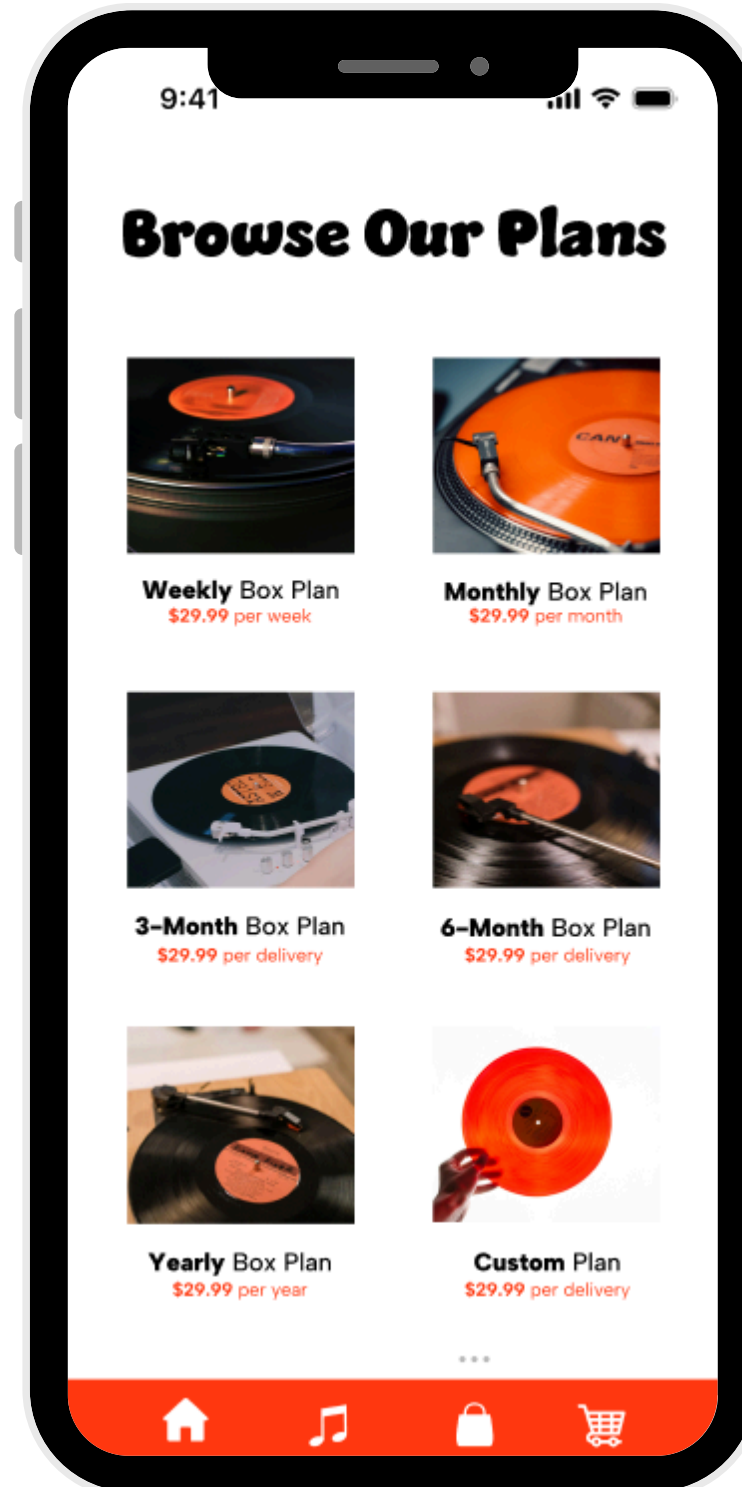 9:41
Browse Our Plans
CAN
Weekly Box Plan
$29.99 per week
Monthly Box Plan
$29.99 per month
3-Month Box Plan
$29.99 per delivery
6-Month Box Plan
$29.99 per delivery
Yearly Box Plan
$29.99 per year
Custom Plan
$29.99 per delivery